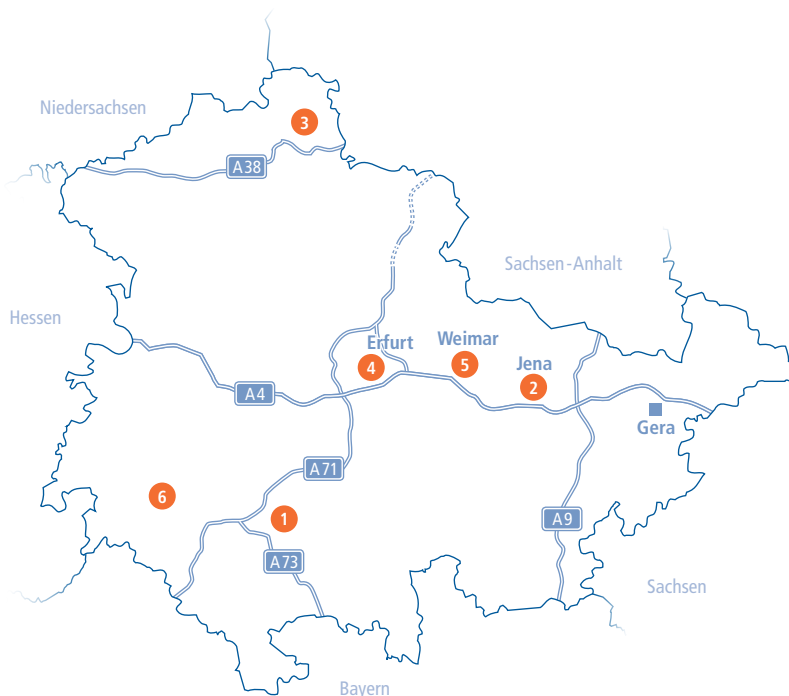 Niedersachsen
3
A38
Sachsen-Anhalt
Hessen
Erfurt
Weimar
Jena
4
5
2
A4
Gera
A71
6
1
A9
A73
Sachsen
Bayern